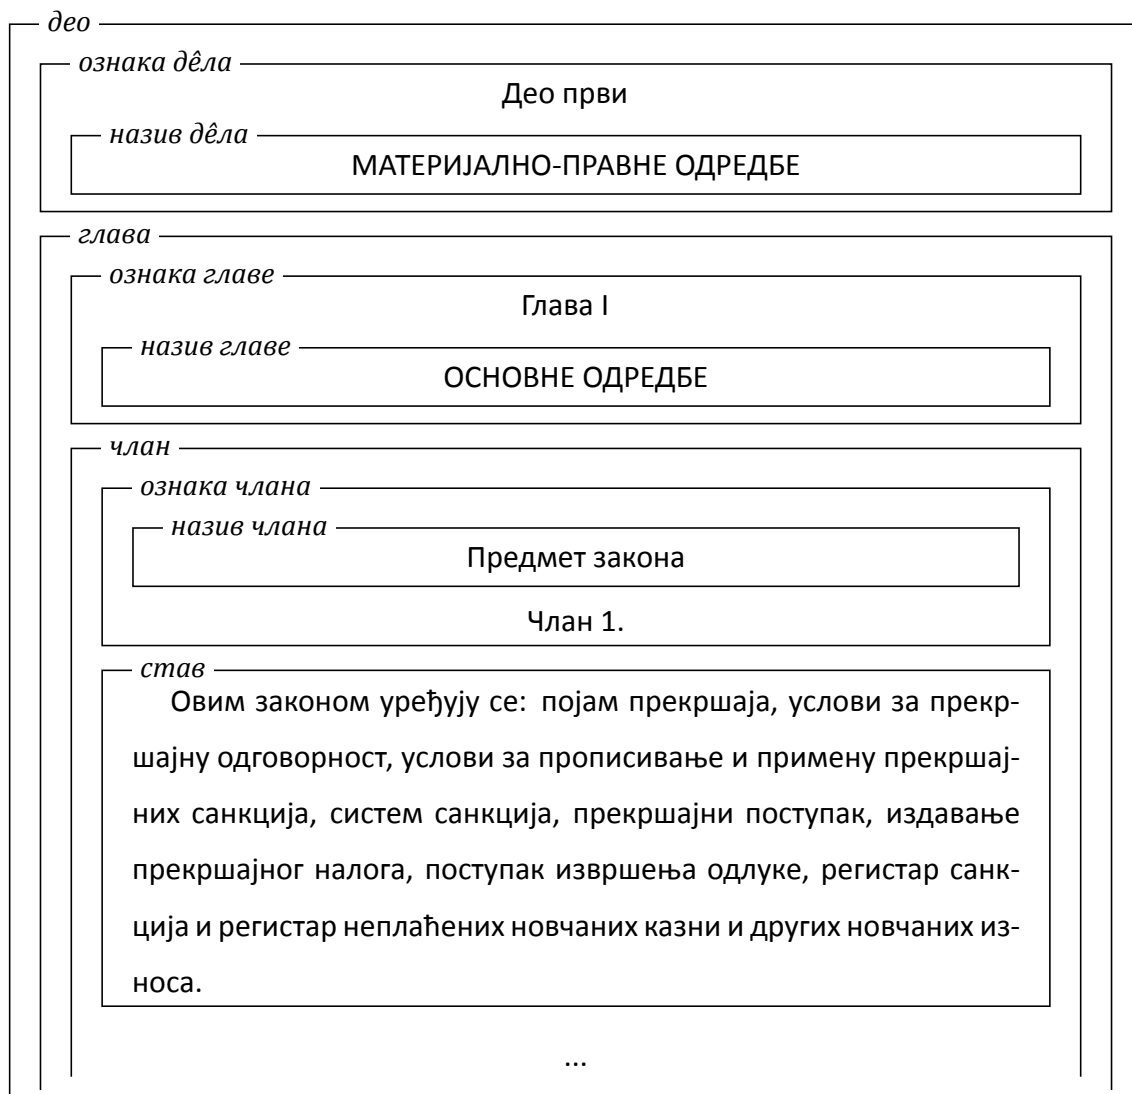 део
ознака дêла
Део први
назив дêла
МАТЕРИЈАЛНО-ПРАВНЕ ОДРЕДБЕ
глава
ознака главе
Глава I
назив главе
ОСНОВНЕ ОДРЕДБЕ
члан
ознака члана
назив члана
Предмет закона
Члан 1.
став
Овим законом уређују се: појам прекршаја, услови за прекр-
шајну одговорност, услови за прописивање и примену прекршај-
них санкција, систем санкција, прекршајни поступак, издавање
прекршајног налога, поступак извршења одлуке, регистар санк-
ција и регистар неплаћених новчаних казни и других новчаних из-
носа.
...